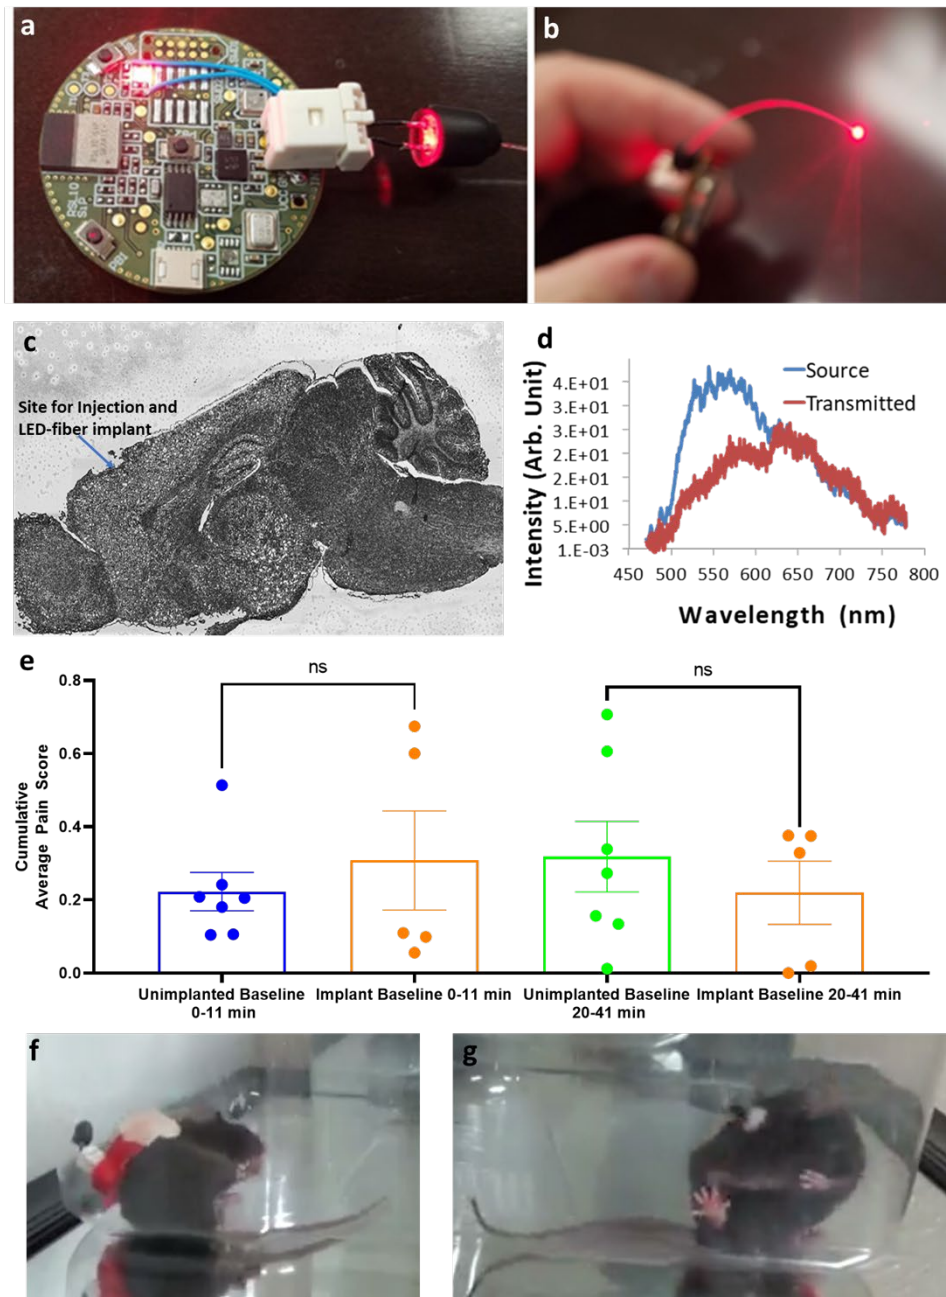 a
b
RSL10
SiP
PB1
c
Site for Injection and
LED-fiber implant
d
Source
Transmitted
4.E+01
3.E+01
3.E+01
2.E+01
2.E+01
1.E+01
5.E+00
1.E-03
450 500 550 600 650 700 750 800
Intensity (Arb. Unit)
Wavelength (nm)
e
ns
ns
0.8
0.6
0.4
0.2
0.0
Cumulative
Average Pain Score
Unimplanted Baseline
0-11 min
Implant Baseline 0-11 min
Unimplanted Baseline
20-41 min
Implant Baseline 20-41 min
f
g